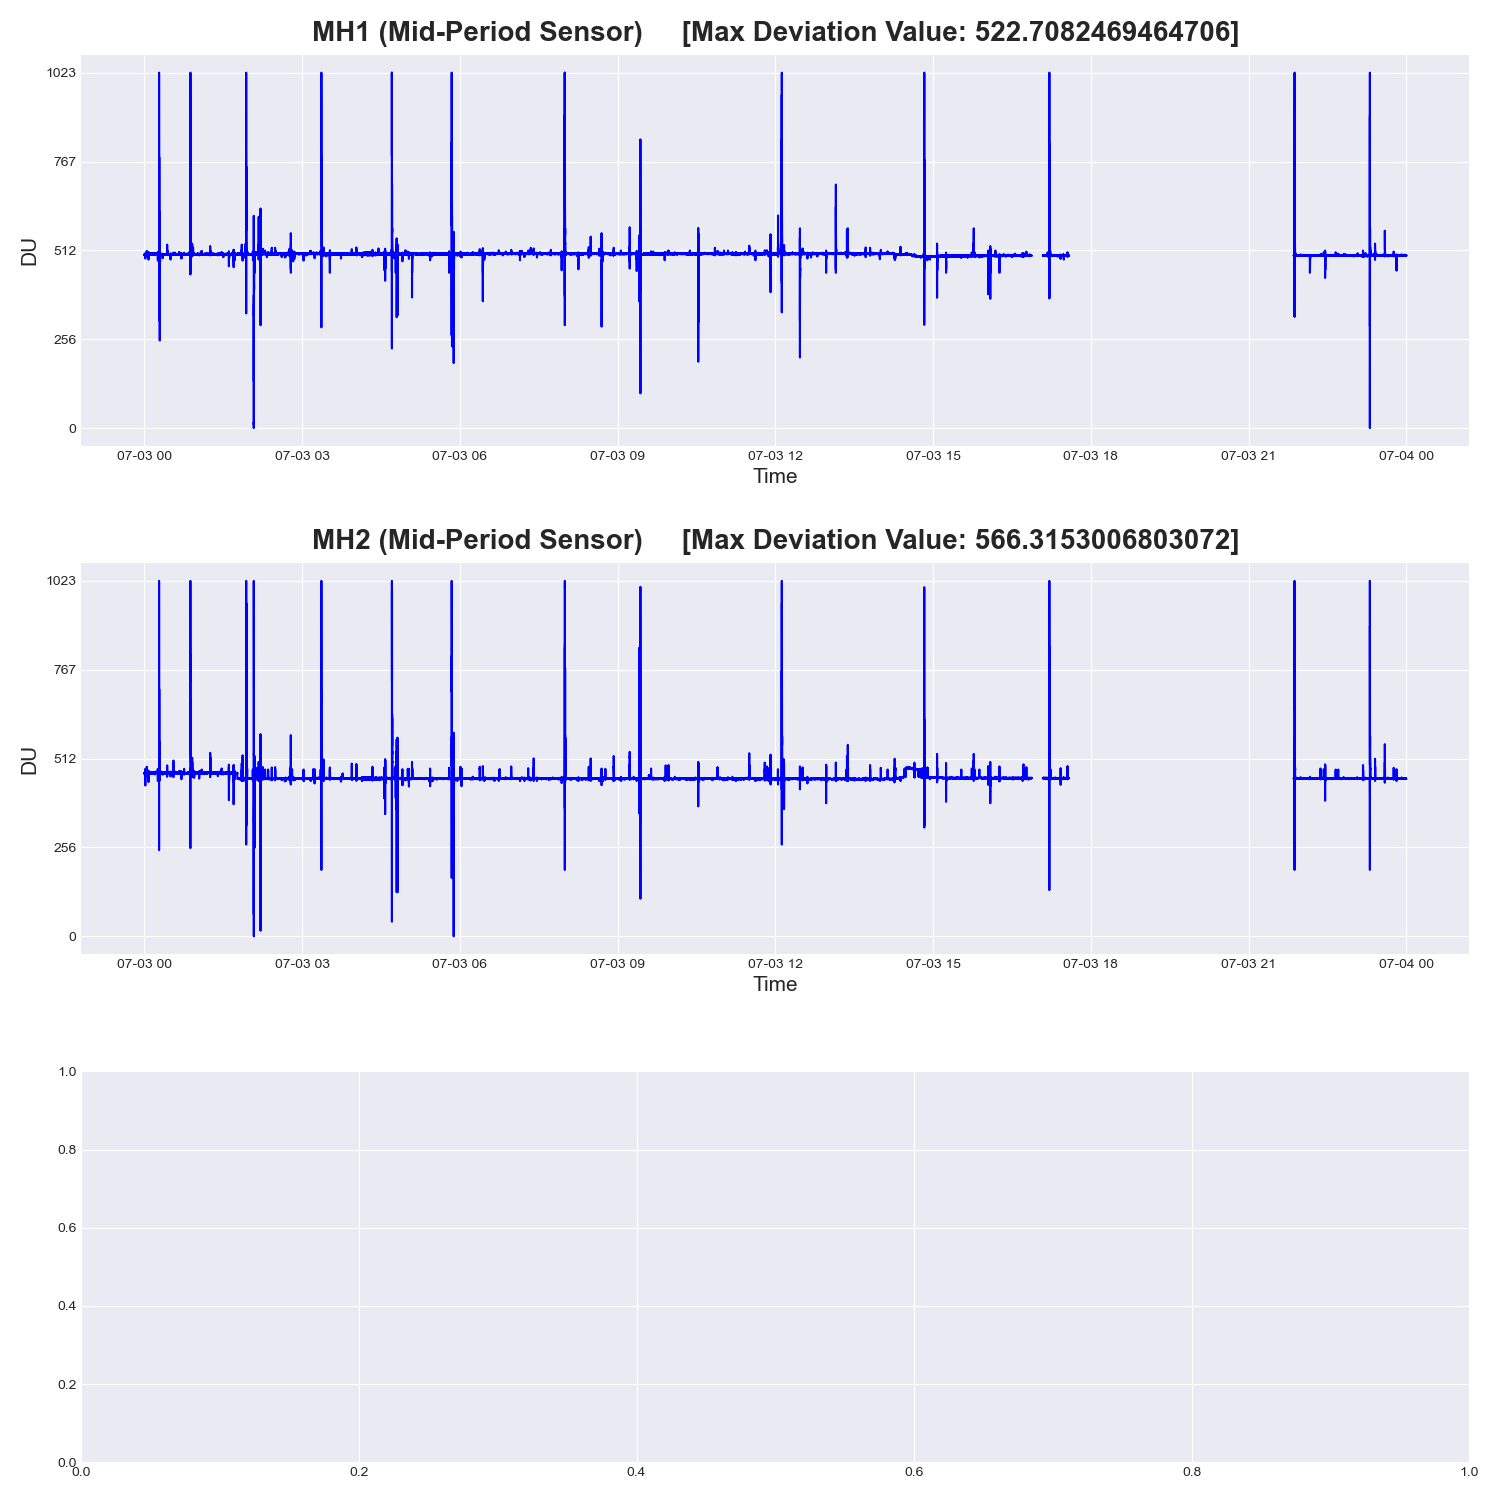 MH1 (Mid-Period Sensor) [Max Deviation Value: 522.7082469464706]
1023
767
512
256
0
DU
07-03 00 07-03 03 07-03 06 07-03 09 07-03 12 07-03 15 07-03 18 07-03 21 07-04 00
Time
MH2 (Mid-Period Sensor) [Max Deviation Value: 566.3153006803072]
1023
767
512
256
0
DU
07-03 00 07-03 03 07-03 06 07-03 09 07-03 12 07-03 15 07-03 18 07-03 21 07-04 00
Time
1.0
0.8
0.6
0.4
0.2
0.0
0.0 0.2 0.4 0.6 0.8 1.0